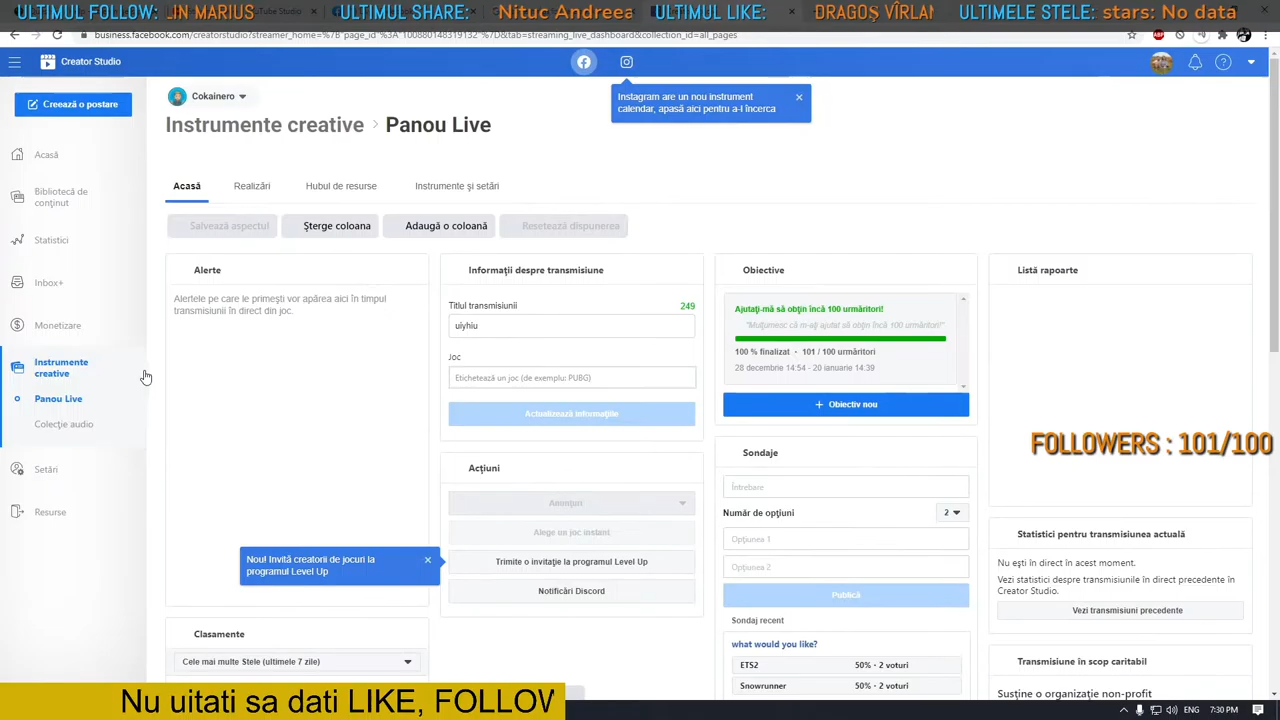 ULTIMUL FOLLOW: IN MARIUS ULTIMUL SHARE: Nituc Andreea ULTIMUL LIKE: DRAGOȘ VÎRLAN ULTIMELE STELE: stars: No data
business.facebook.com/creatorstudio?streamer_home=%7B"page_id"%3A"100880148319132"%7D&tab=streaming_live_dashboard&collection_id=all_pages
Creator Studio
Creează o postare
Acasă
Bibliotecă de
conținut
Statistici
Inbox+
Monetizare
Instrumente
creative
Panou Live
Colecție audio
Setări
Resurse
Cokainero
Instagram are un nou instrument
calendar, apasă aici pentru a-l încerca
Instrumente creative > Panou Live
Acasă Realizări Hubul de resurse Instrumente și setări
Salvează aspectul Șterge coloana Adaugă o coloană Resetează dispunerea
Alerte
Alertele pe care le primești vor apărea aici în timpul
transmisiunii în direct din joc.
Clasamente
Cele mai multe Stele (ultimele 7 zile)
Informații despre transmisiune
Titlul transmisiunii 249
uiyhiu
Joc
Etichetează un joc (de exemplu: PUBG)
Actualizează informațiile
Acțiuni
Anunțuri
Alege un joc instant
Trimite o invitație la programul Level Up
Notificări Discord
Nou! Invită creatorii de jocuri la
programul Level Up
Obiective
Ajutați-mă să obțin încă 100 următori!
"Mulțumesc că m-ați ajutat să obțin încă 100 următori!"
100 % finalizat · 101 / 100 următori
28 decembrie 14:54 - 20 ianuarie 14:39
+ Obiectiv nou
Sondaje
Întrebare
Număr de opțiuni 2
Opțiunea 1
Opțiunea 2
Publică
Sondaj recent
what would you like?
ETS2 50% · 2 voturi
Snowrunner 50% · 2 voturi
Listă rapoarte
FOLLOWERS : 101/100
Statistici pentru transmisiunea actuală
Nu ești în direct în acest moment.
Vezi statistici despre transmisiunile în direct precedente în
Creator Studio.
Vezi transmisiuni precedente
Transmisiune în scop caritabil
Susține o organizație non-profit
Nu uitati sa dati LIKE, FOLLOW
ENG 7:30 PM